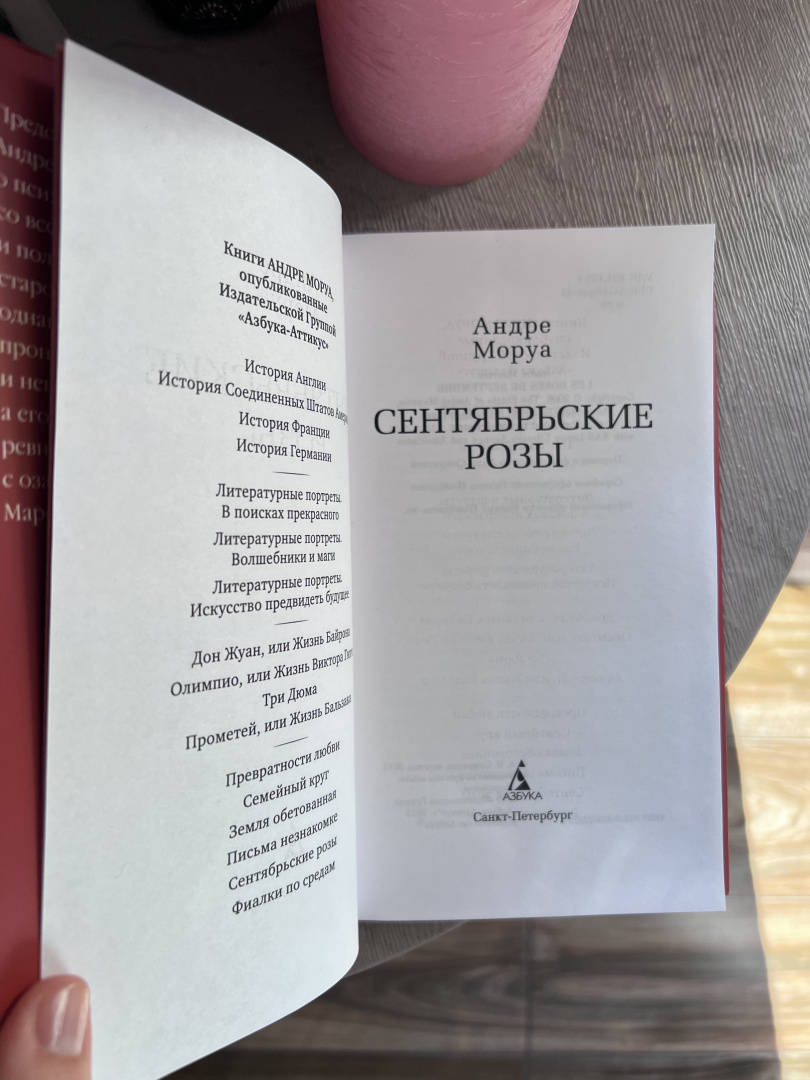 Андре
о
со
и
а его
с
Книги АНДРЕ МОРУА,
опубликованные
Издательской Группой
«Азбука-Аттикус»
История Англии
История Соединенных Штатов
История Франции
История Германии
Литературные портреты.
В поисках прекрасного
Литературные портреты.
Волшебники и маги
Литературные портреты.
Искусство предвидеть будущее
Дон Жуан, или Жизнь Байрона
Олимпио, или Жизнь Виктора
Три Дюма
Прометей, или Жизнь Бальзака
Превратности любви
Семейный круг
Земля обетованная
Письма незнакомке
Сентябрьские розы
Фиалки по средам
Андре
Моруа
СЕНТЯБРЬСКИЕ
РОЗЫ
АЗБУКА
Санкт-Петербург